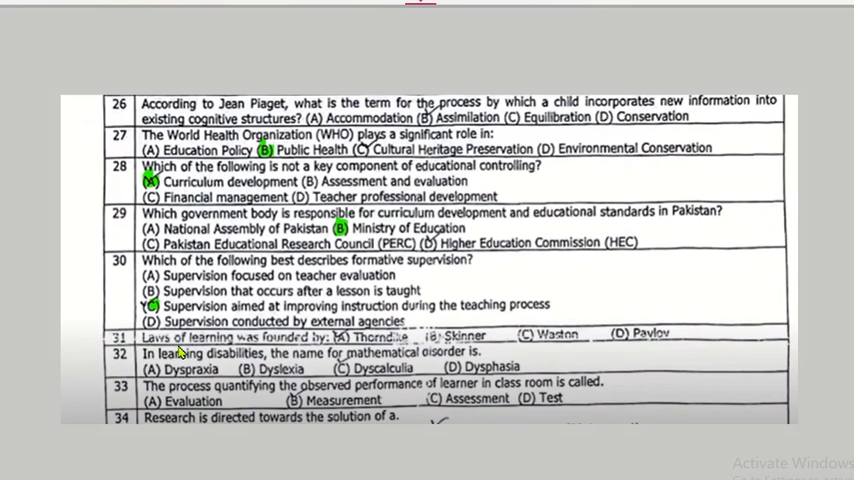 26 According to Jean Piaget, what is the term for the process by which a child incorporates new information into
existing cognitive structures? (A) Accommodation (B) Assimilation (C) Equilibration (D) Conservation
27 The World Health Organization (WHO) plays a significant role in:
(A) Education Policy (B) Public Health (C) Cultural Heritage Preservation (D) Environmental Conservation
28 Which of the following is not a key component of educational controlling?
(A) Curriculum development (B) Assessment and evaluation
(C) Financial management (D) Teacher professional development
29 Which government body is responsible for curriculum development and educational standards in Pakistan?
(A) National Assembly of Pakistan (B) Ministry of Education
(C) Pakistan Educational Research Council (PERC) (D) Higher Education Commission (HEC)
30 Which of the following best describes formative supervision?
(A) Supervision focused on teacher evaluation
(B) Supervision that occurs after a lesson is taught
(C) Supervision aimed at improving instruction during the teaching process
(D) Supervision conducted by external agencies
31 Laws of learning was founded by: (A) Thorndike (B) Skinner (C) Waston (D) Pavlov
32 In learning disabilities, the name for mathematical disorder is.
(A) Dyspraxia (B) Dyslexia (C) Dyscalculia (D) Dysphasia
33 The process quantifying the observed performance of learner in class room is called.
(A) Evaluation (B) Measurement (C) Assessment (D) Test
34 Research is directed towards the solution of a.
Activate Windows